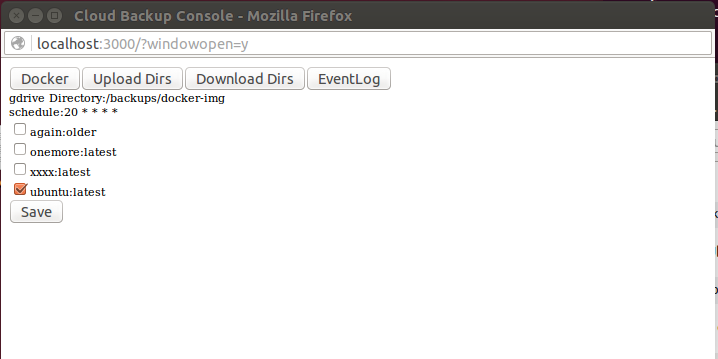 Cloud Backup Console - Mozilla Firefox
localhost:3000/?windowopen=y
Docker Upload Dirs Download Dirs EventLog
gdrive Directory:/backups/docker-img
schedule:20 * * * *
again:older
onemore:latest
xxxx:latest
ubuntu:latest
Save